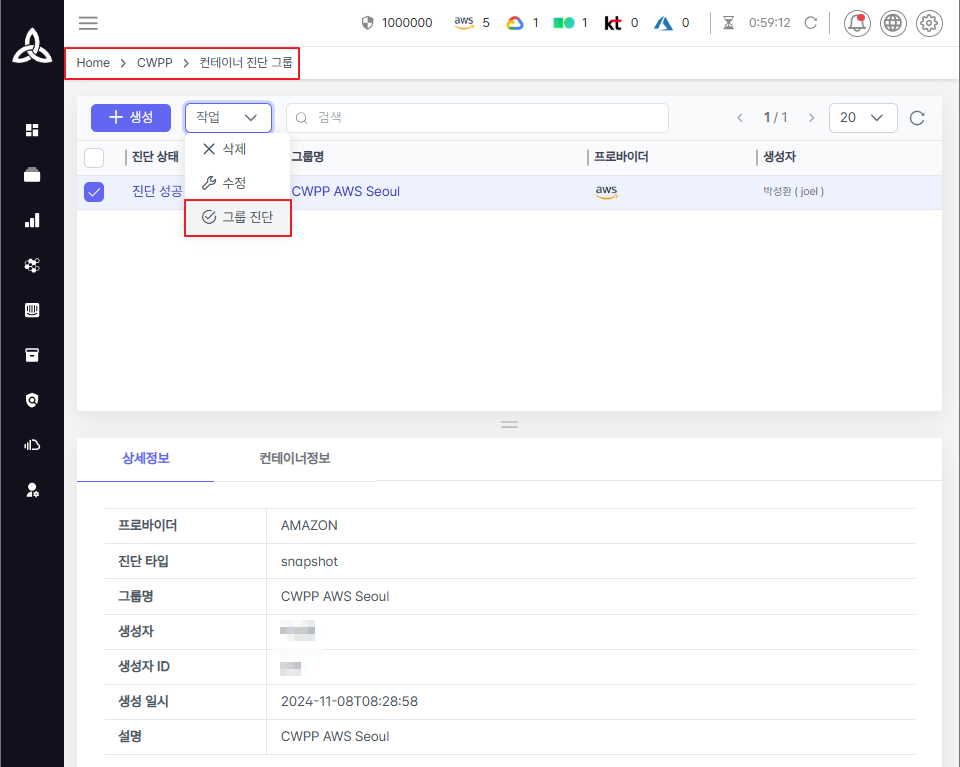 1000000 aws 5 1 1 kt 0 0 0:59:12
Home > CWPP > 컨테이너 진단 그룹
+ 생성 작업 검색 < 1 / 1 > 20
삭제
수정
그룹 진단
진단 상태 그룹명 프로바이더 생성자
진단 성공 CWPP AWS Seoul aws 박성환 ( joel )
상세정보 컨테이너정보
프로바이더 AMAZON
진단 타입 snapshot
그룹명 CWPP AWS Seoul
생성자
생성자 ID
생성 일시 2024-11-08T08:28:58
설명 CWPP AWS Seoul